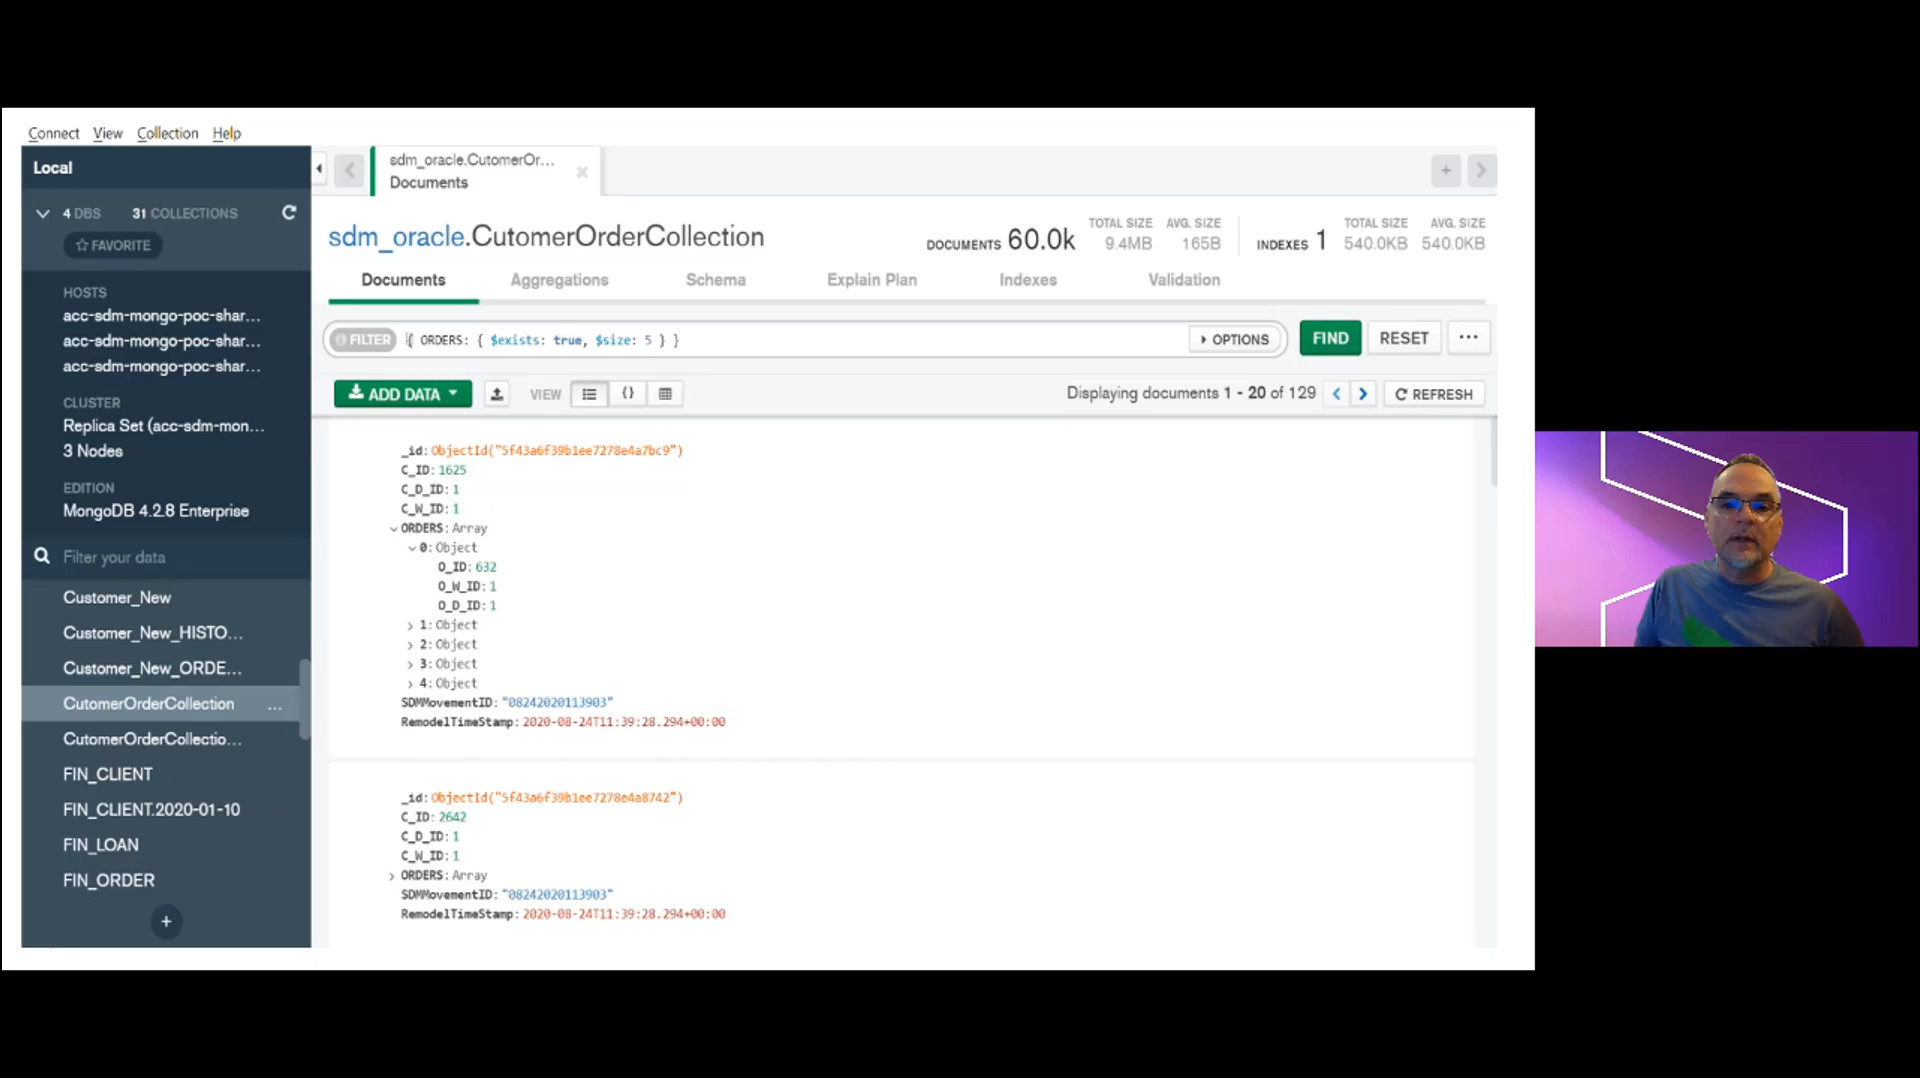 Connect View Collection Help
Local
4 DBS 31 COLLECTIONS
FAVORITE
HOSTS
acc-sdm-mongo-poc-shar...
acc-sdm-mongo-poc-shar...
acc-sdm-mongo-poc-shar...
CLUSTER
Replica Set (acc-sdm-mon...
3 Nodes
EDITION
MongoDB 4.2.8 Enterprise
Filter your data
Customer_New
Customer_New_HISTO...
Customer_New_ORDE...
CutomerOrderCollection ...
CutomerOrderCollectio...
FIN_CLIENT
FIN_CLIENT.2020-01-10
FIN_LOAN
FIN_ORDER
+
sdm_oracle.CutomerOr...
Documents
sdm_oracle.CutomerOrderCollection
DOCUMENTS 60.0k TOTAL SIZE 9.4MB AVG. SIZE 165B
INDEXES 1 TOTAL SIZE 540.0KB AVG. SIZE 540.0KB
Documents Aggregations Schema Explain Plan Indexes Validation
FILTER { ORDERS: { $exists: true, $size: 5 } } OPTIONS FIND RESET ...
ADD DATA VIEW {} Displaying documents 1 - 20 of 129 < > REFRESH
_id: ObjectId("5f43a6f39b1ee7278e4a7bc9")
C_ID: 1625
C_D_ID: 1
C_W_ID: 1
ORDERS: Array
0: Object
O_ID: 632
O_W_ID: 1
O_D_ID: 1
1: Object
2: Object
3: Object
4: Object
SDMMovementID: "08242020113903"
RemodelTimeStamp: 2020-08-24T11:39:28.294+00:00
_id: ObjectId("5f43a6f39b1ee7278e4a8742")
C_ID: 2642
C_D_ID: 1
C_W_ID: 1
ORDERS: Array
SDMMovementID: "08242020113903"
RemodelTimeStamp: 2020-08-24T11:39:28.294+00:00